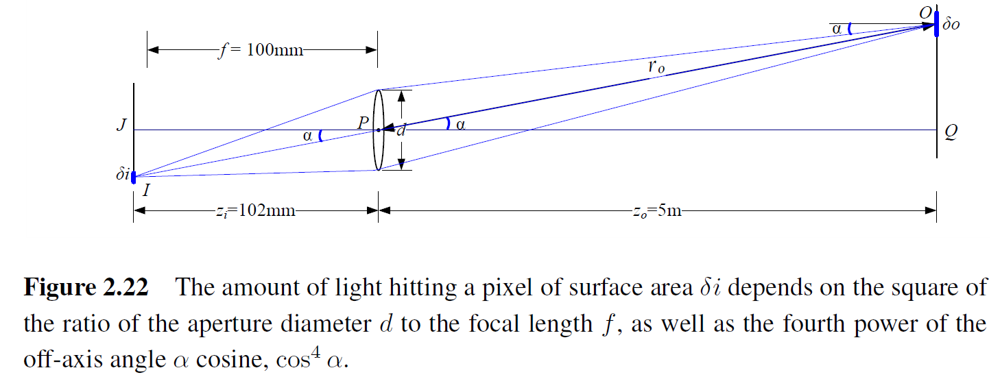 O
δo
α
f = 100mm
r_o
J
P
α
α
d
Q
δi
I
z_i=102mm
z_o=5m
Figure 2.22 The amount of light hitting a pixel of surface area δi depends on the square of
the ratio of the aperture diameter d to the focal length f, as well as the fourth power of the
off-axis angle α cosine, cos⁴ α.